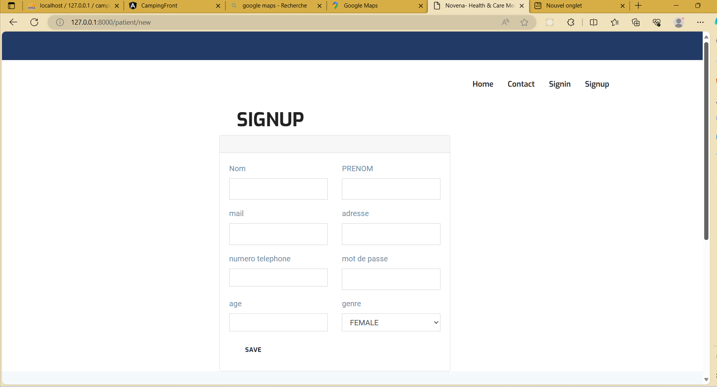 localhost / 127.0.0.1 / camp
CampingFront
google maps - Recherche
Google Maps
Novena- Health & Care Me
Nouvel onglet
127.0.0.1:8000/patient/new
Home Contact Signin Signup
SIGNUP
Nom PRENOM
mail adresse
numero telephone mot de passe
age genre
FEMALE
SAVE